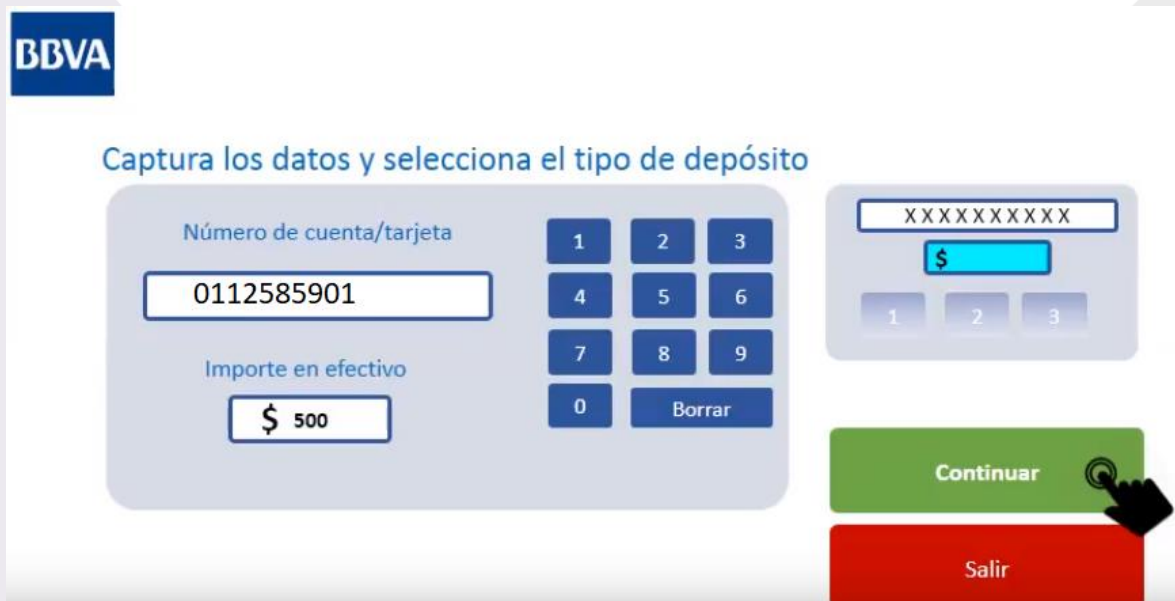 BBVA
Captura los datos y selecciona el tipo de depósito
Número de cuenta/tarjeta
0112585901
Importe en efectivo
$ 500
1 2 3
4 5 6
7 8 9
0 Borrar
X X X X X X X X X X
$
1 2 3
Continuar
Salir